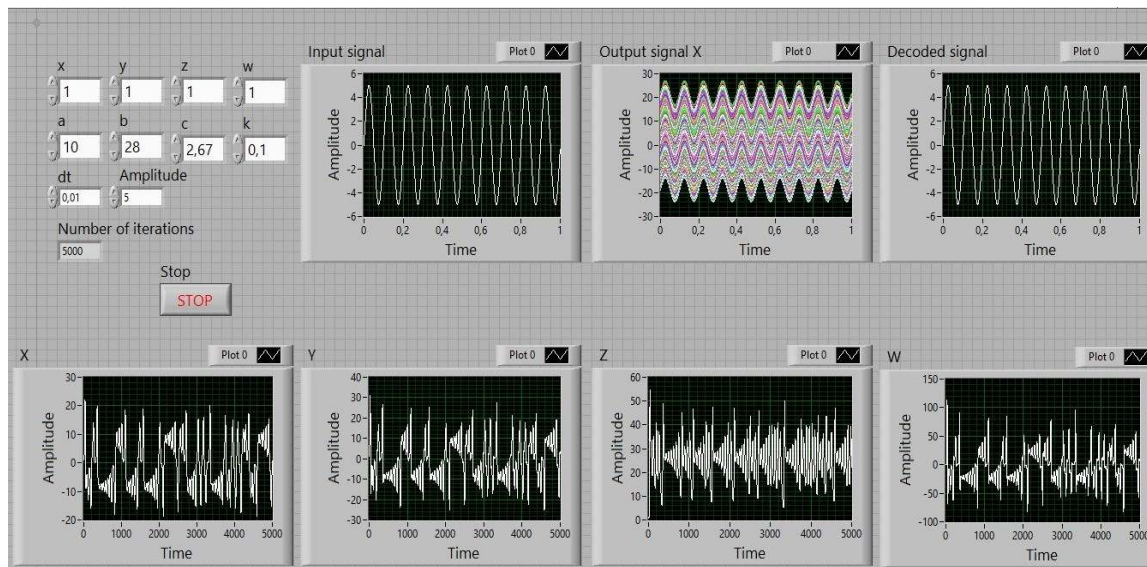 x y z w
1 1 1 1
a b c k
10 28 2,67 0,1
dt Amplitude
0,01 5
Number of iterations
5000
Stop
STOP
Input signal
Plot 0
Amplitude
6
4
2
0
-2
-4
-6
0 0,2 0,4 0,6 0,8 1
Time
Output signal X
Plot 0
Amplitude
30
20
10
0
-10
-20
-30
0 0,2 0,4 0,6 0,8 1
Time
Decoded signal
Plot 0
Amplitude
6
4
2
0
-2
-4
-6
0 0,2 0,4 0,6 0,8 1
Time
X
Plot 0
Amplitude
30
20
10
0
-10
-20
0 1000 2000 3000 4000 5000
Time
Y
Plot 0
Amplitude
40
30
20
10
0
-10
-20
-30
0 1000 2000 3000 4000 5000
Time
Z
Plot 0
Amplitude
60
50
40
30
20
10
0
0 1000 2000 3000 4000 5000
Time
W
Plot 0
Amplitude
150
100
50
0
-50
-100
0 1000 2000 3000 4000 5000
Time